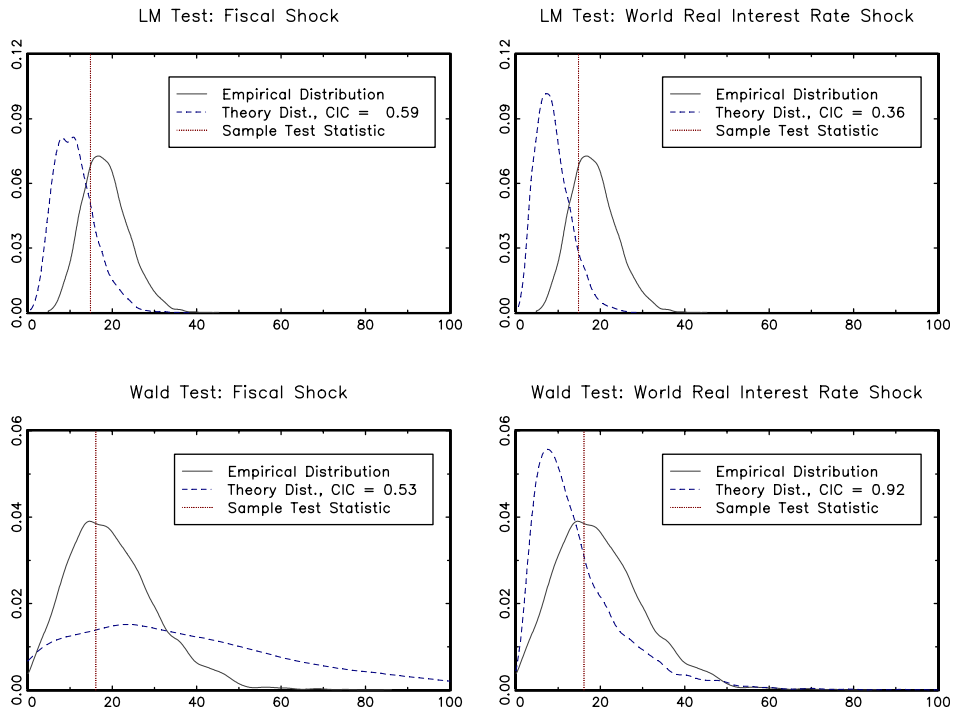 LM Test: Fiscal Shock
0.12
0.09
0.06
0.03
0.00
Empirical Distribution
Theory Dist., CIC = 0.59
Sample Test Statistic
0 20 40 60 80 100
LM Test: World Real Interest Rate Shock
0.12
0.09
0.06
0.03
0.00
Empirical Distribution
Theory Dist., CIC = 0.36
Sample Test Statistic
0 20 40 60 80 100
Wald Test: Fiscal Shock
0.06
0.04
0.02
0.00
Empirical Distribution
Theory Dist., CIC = 0.53
Sample Test Statistic
0 20 40 60 80 100
Wald Test: World Real Interest Rate Shock
0.06
0.04
0.02
0.00
Empirical Distribution
Theory Dist., CIC = 0.92
Sample Test Statistic
0 20 40 60 80 100